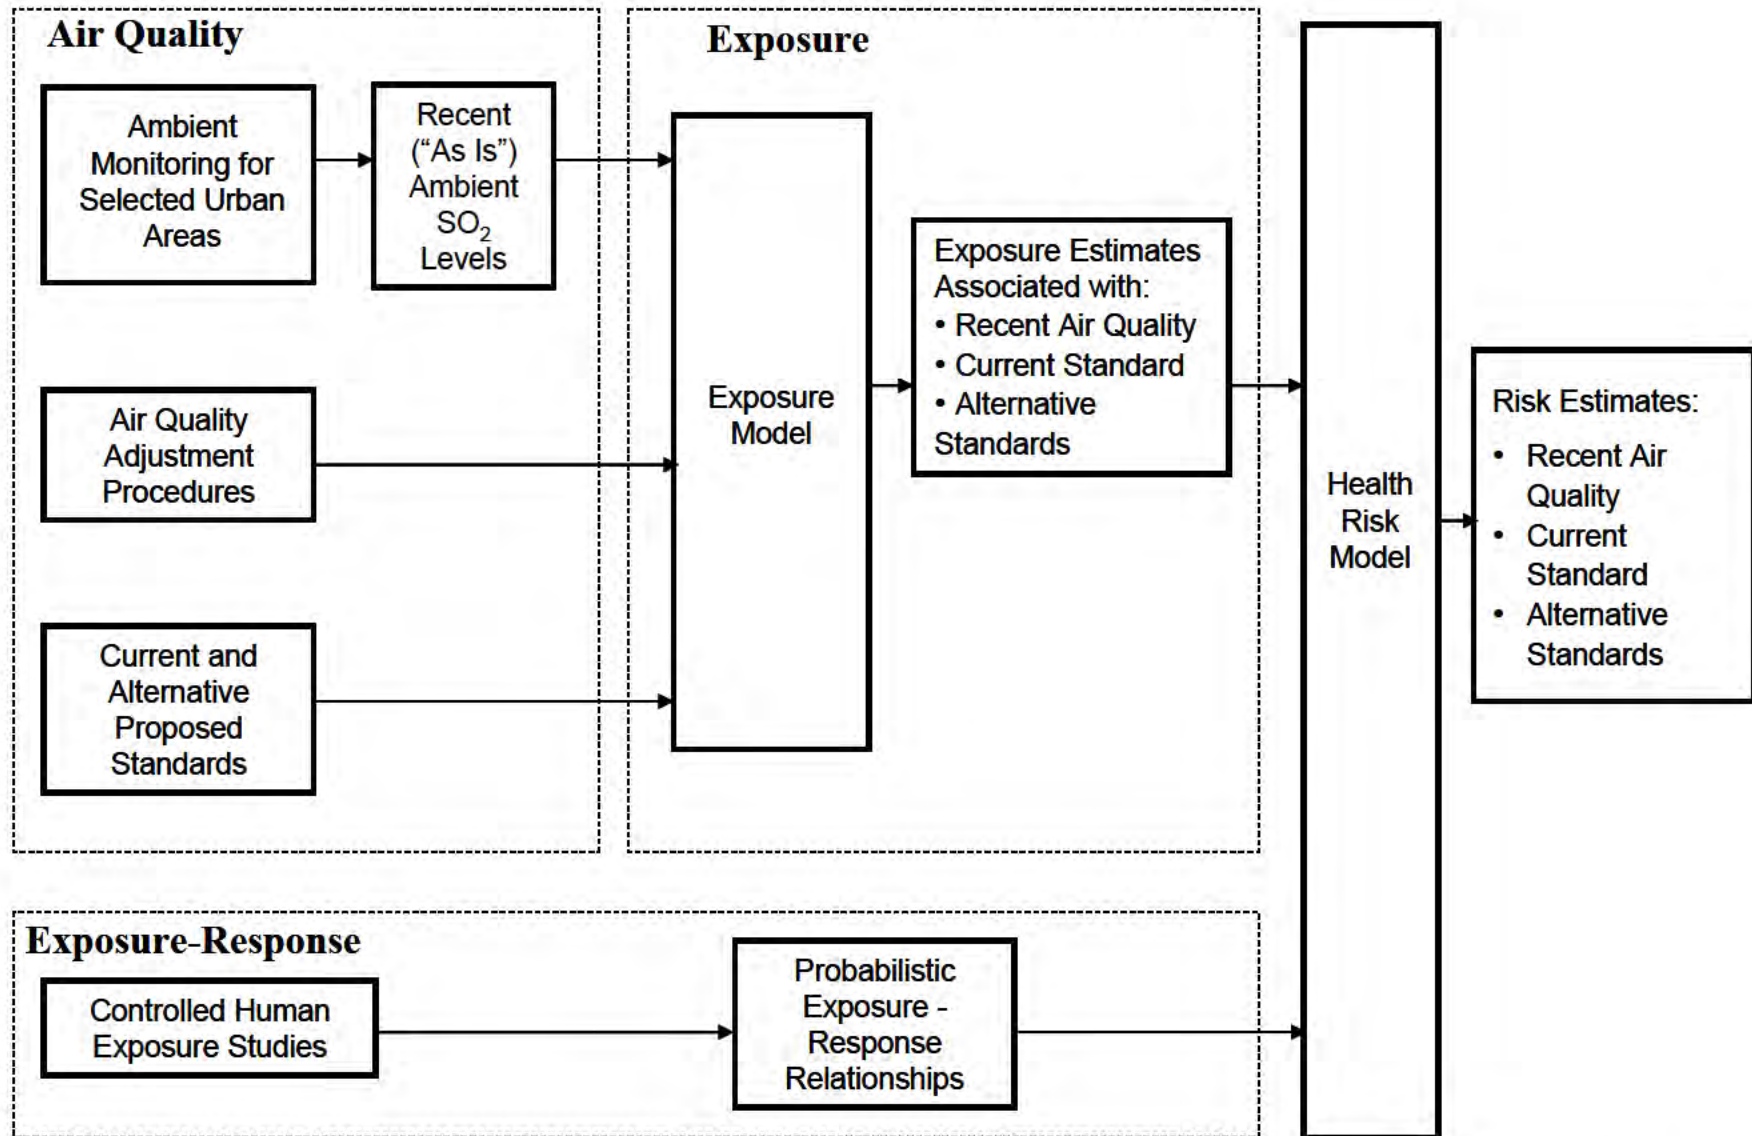 Air Quality
Ambient
Monitoring for
Selected Urban
Areas
Recent
(“As Is”)
Ambient
SO2
Levels
Air Quality
Adjustment
Procedures
Current and
Alternative
Proposed
Standards
Exposure
Exposure
Model
Exposure Estimates
Associated with:
• Recent Air Quality
• Current Standard
• Alternative
Standards
Exposure-Response
Controlled Human
Exposure Studies
Probabilistic
Exposure -
Response
Relationships
Health
Risk
Model
Risk Estimates:
• Recent Air
Quality
• Current
Standard
• Alternative
Standards